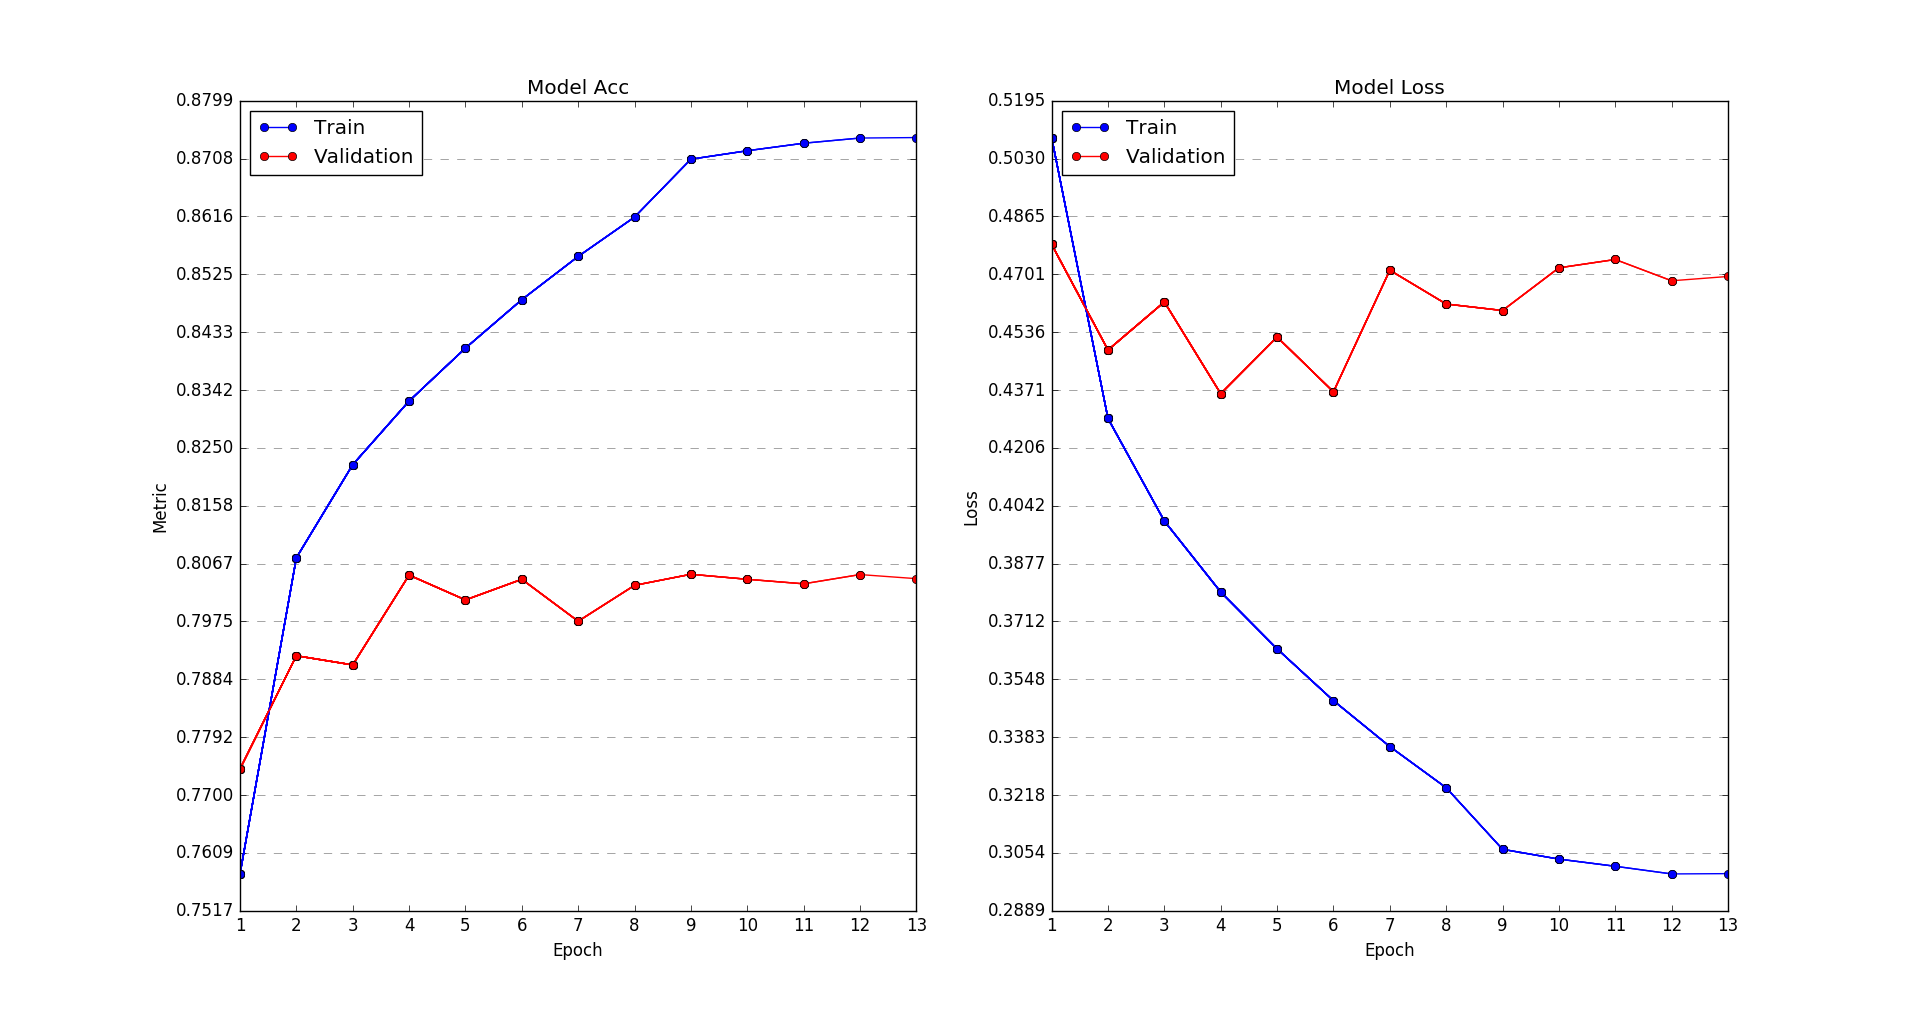 Model Acc
0.8799
0.8708
0.8616
0.8525
0.8433
0.8342
0.8250
0.8158
0.8067
0.7975
0.7884
0.7792
0.7700
0.7609
0.7517
Metric
Train
Validation
1 2 3 4 5 6 7 8 9 10 11 12 13
Epoch
Model Loss
0.5195
0.5030
0.4865
0.4701
0.4536
0.4371
0.4206
0.4042
0.3877
0.3712
0.3548
0.3383
0.3218
0.3054
0.2889
Loss
Train
Validation
1 2 3 4 5 6 7 8 9 10 11 12 13
Epoch